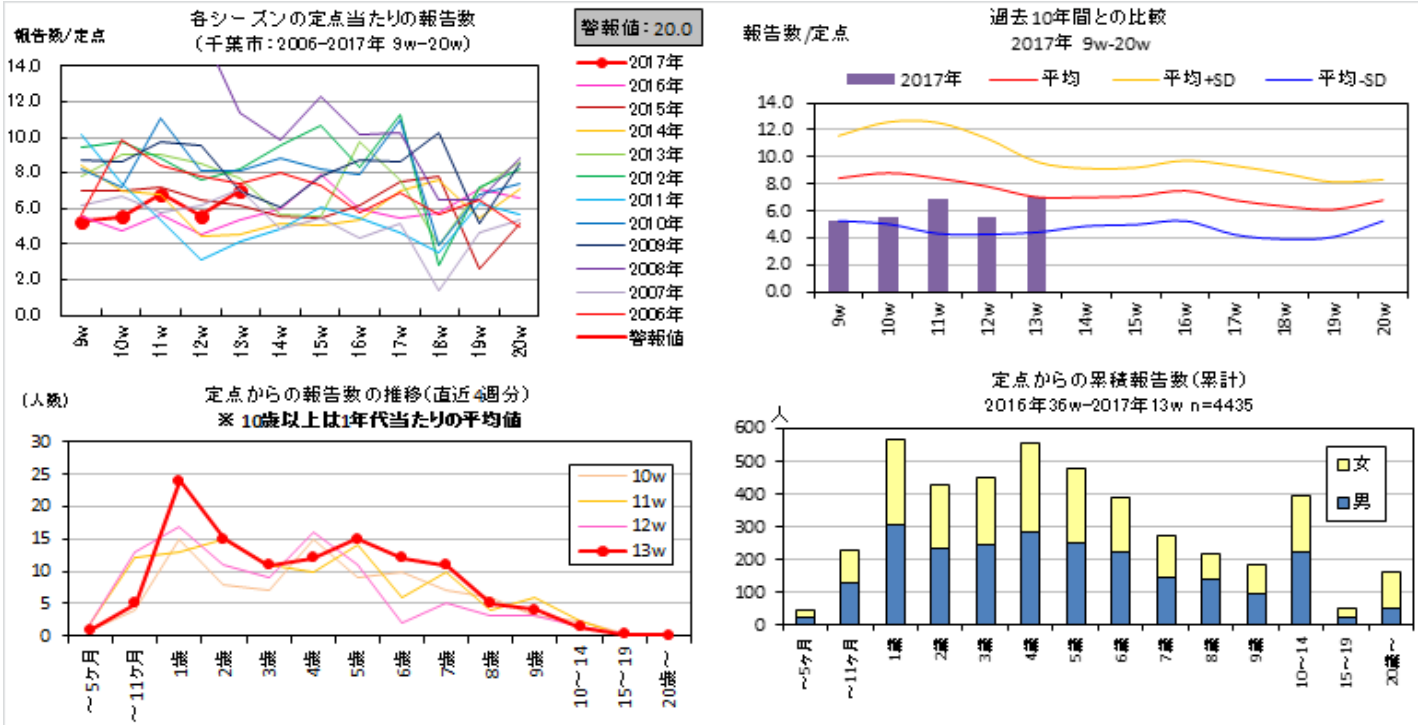 各シーズンの定点当たりの報告数
(千葉市：2006-2017年 9w-20w)
報告数/定点
14.0
12.0
10.0
8.0
6.0
4.0
2.0
0.0
9w
10w
11w
12w
13w
14w
15w
16w
17w
18w
19w
20w
警報値：20.0
2017年
2016年
2015年
2014年
2013年
2012年
2011年
2010年
2009年
2008年
2007年
2006年
警報値
過去10年間との比較
2017年 9w-20w
報告数/定点
2017年 平均 平均+SD 平均-SD
14.0
12.0
10.0
8.0
6.0
4.0
2.0
0.0
9w
10w
11w
12w
13w
14w
15w
16w
17w
18w
19w
20w
定点からの報告数の推移(直近4週分)
※ 10歳以上は1年代当たりの平均値
(人数)
30
25
20
15
10
5
0
10w
11w
12w
13w
～5ヶ月
～11ヶ月
1歳
2歳
3歳
4歳
5歳
6歳
7歳
8歳
9歳
10～14
15～19
20歳～
定点からの累積報告数(累計)
2016年36w-2017年13w n=4435
人
600
500
400
300
200
100
0
女
男
～5ヶ月
～11ヶ月
1歳
2歳
3歳
4歳
5歳
6歳
7歳
8歳
9歳
10～14
15～19
20歳～